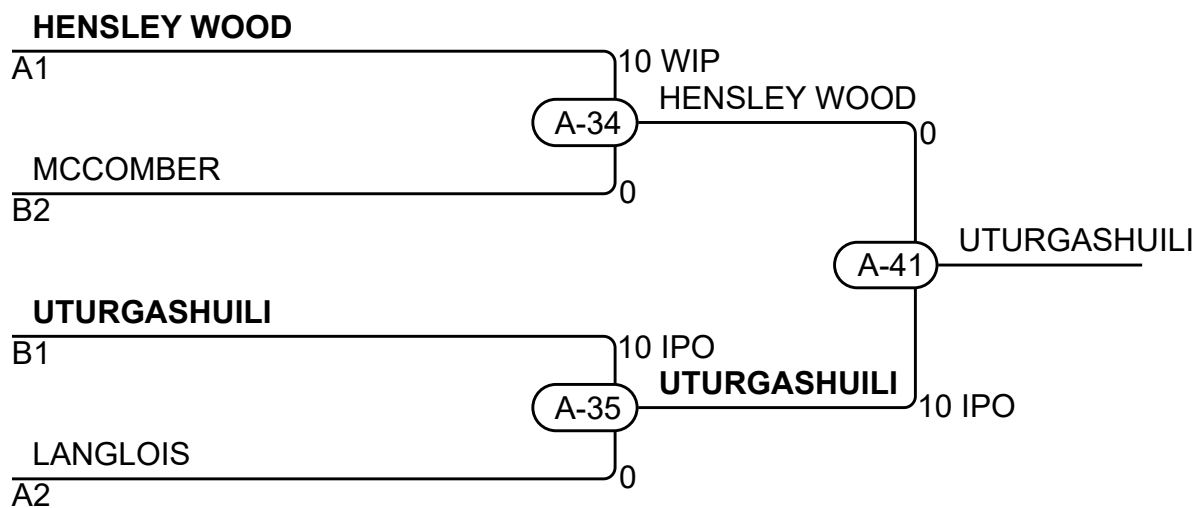 HENSLEY WOOD
A1
10 WIP
HENSLEY WOOD
A-34
0
MCCOMBER
B2
0
UTURGASHUILI
A-41
UTURGASHUILI
B1
10 IPO
UTURGASHUILI
A-35
10 IPO
LANGLOIS
A2
0